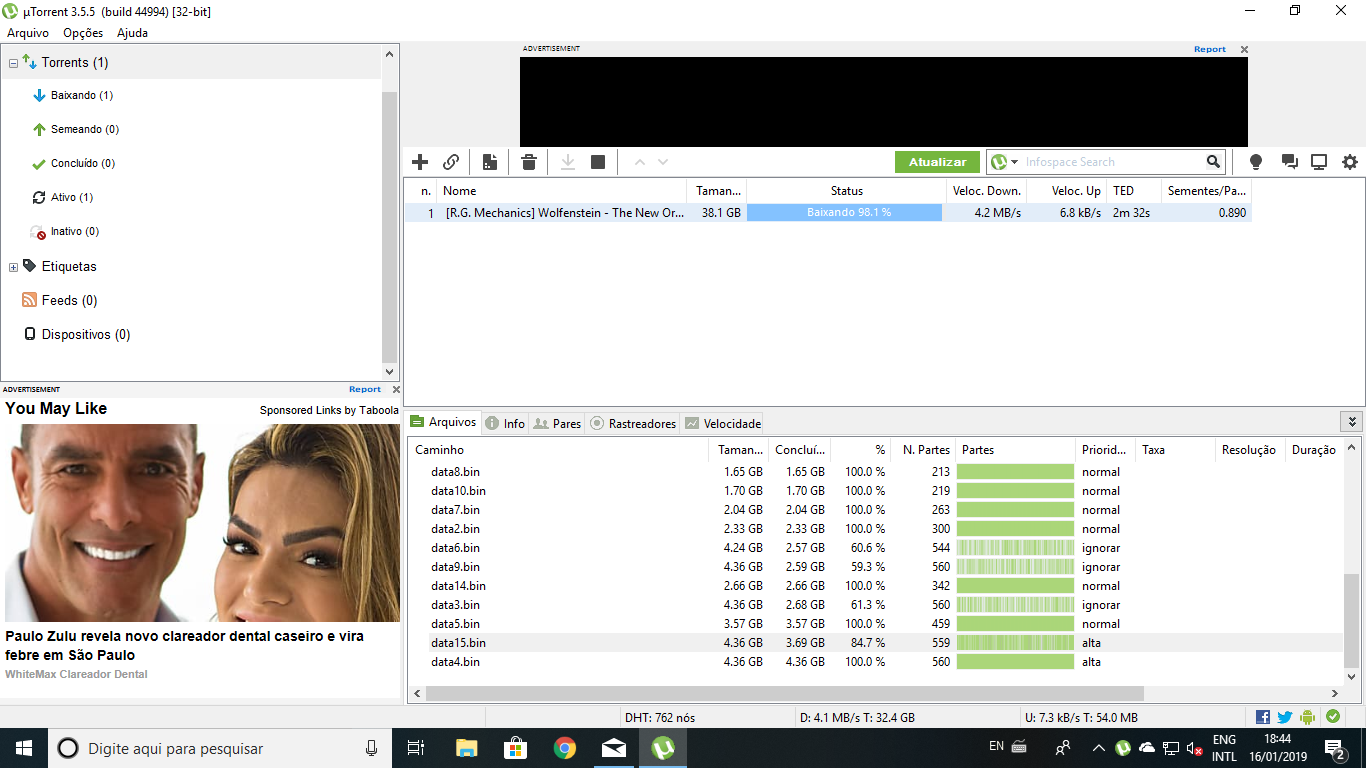 µTorrent 3.5.5 (build 44994) [32-bit]
Arquivo Opções Ajuda
Torrents (1)
Baixando (1)
Semeando (0)
Concluído (0)
Ativo (1)
Inativo (0)
Etiquetas
Feeds (0)
Dispositivos (0)
ADVERTISEMENT Report
You May Like
Sponsored Links by Taboola
Paulo Zulu revela novo clareador dental caseiro e vira
febre em São Paulo
WhiteMax Clareador Dental
ADVERTISEMENT Report
Atualizar Infospace Search
n. Nome Taman... Status Veloc. Down. Veloc. Up TED Sementes/Pa...
1 [R.G. Mechanics] Wolfenstein - The New Or... 38.1 GB Baixando 98.1 % 4.2 MB/s 6.8 kB/s 2m 32s 0.890
Arquivos Info Pares Rastreadores Velocidade
Caminho Taman... Concluí... % N. Partes Partes Priorid... Taxa Resolução Duração
data8.bin 1.65 GB 1.65 GB 100.0 % 213 normal
data10.bin 1.70 GB 1.70 GB 100.0 % 219 normal
data7.bin 2.04 GB 2.04 GB 100.0 % 263 normal
data2.bin 2.33 GB 2.33 GB 100.0 % 300 normal
data6.bin 4.24 GB 2.57 GB 60.6 % 544 ignorar
data9.bin 4.36 GB 2.59 GB 59.3 % 560 ignorar
data14.bin 2.66 GB 2.66 GB 100.0 % 342 normal
data3.bin 4.36 GB 2.68 GB 61.3 % 560 ignorar
data5.bin 3.57 GB 3.57 GB 100.0 % 459 normal
data15.bin 4.36 GB 3.69 GB 84.7 % 559 alta
data4.bin 4.36 GB 4.36 GB 100.0 % 560 alta
DHT: 762 nós D: 4.1 MB/s T: 32.4 GB U: 7.3 kB/s T: 54.0 MB
Digite aqui para pesquisar
EN
ENG
INTL
18:44
16/01/2019
2